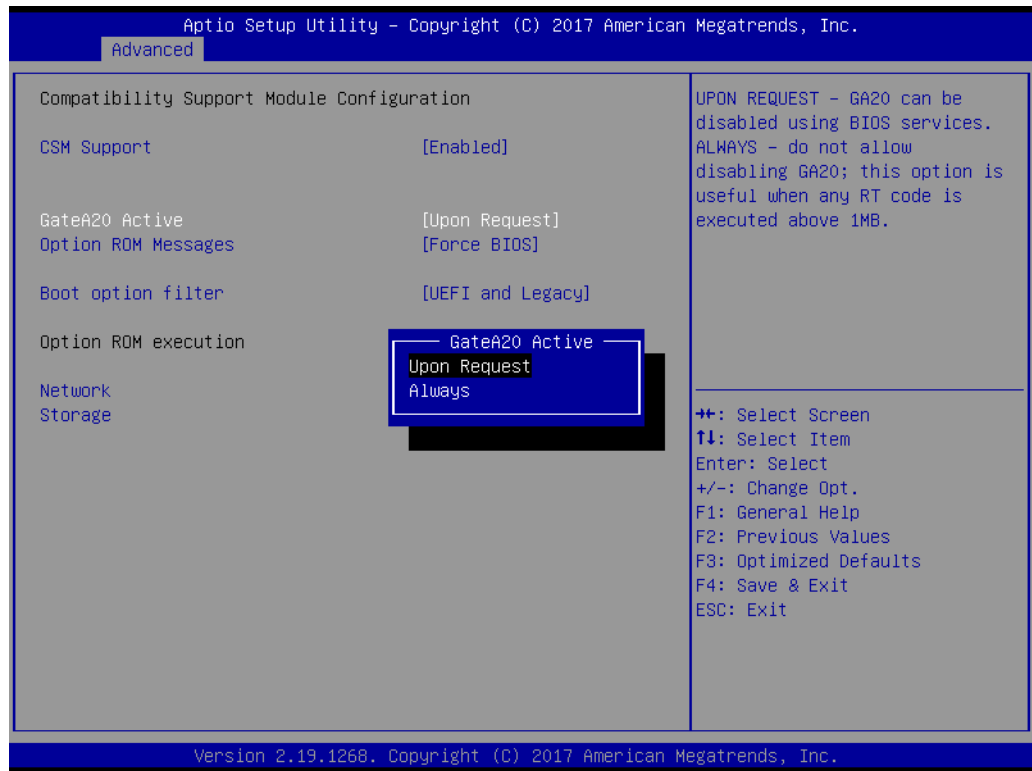 Aptio Setup Utility – Copyright (C) 2017 American Megatrends, Inc.
Advanced
Compatibility Support Module Configuration
CSM Support [Enabled]
GateA20 Active [Upon Request]
Option ROM Messages [Force BIOS]
Boot option filter [UEFI and Legacy]
Option ROM execution
Network
Storage
GateA20 Active
Upon Request
Always
UPON REQUEST – GA20 can be
disabled using BIOS services.
ALWAYS – do not allow
disabling GA20; this option is
useful when any RT code is
executed above 1MB.
→←: Select Screen
↑↓: Select Item
Enter: Select
+/–: Change Opt.
F1: General Help
F2: Previous Values
F3: Optimized Defaults
F4: Save & Exit
ESC: Exit
Version 2.19.1268. Copyright (C) 2017 American Megatrends, Inc.